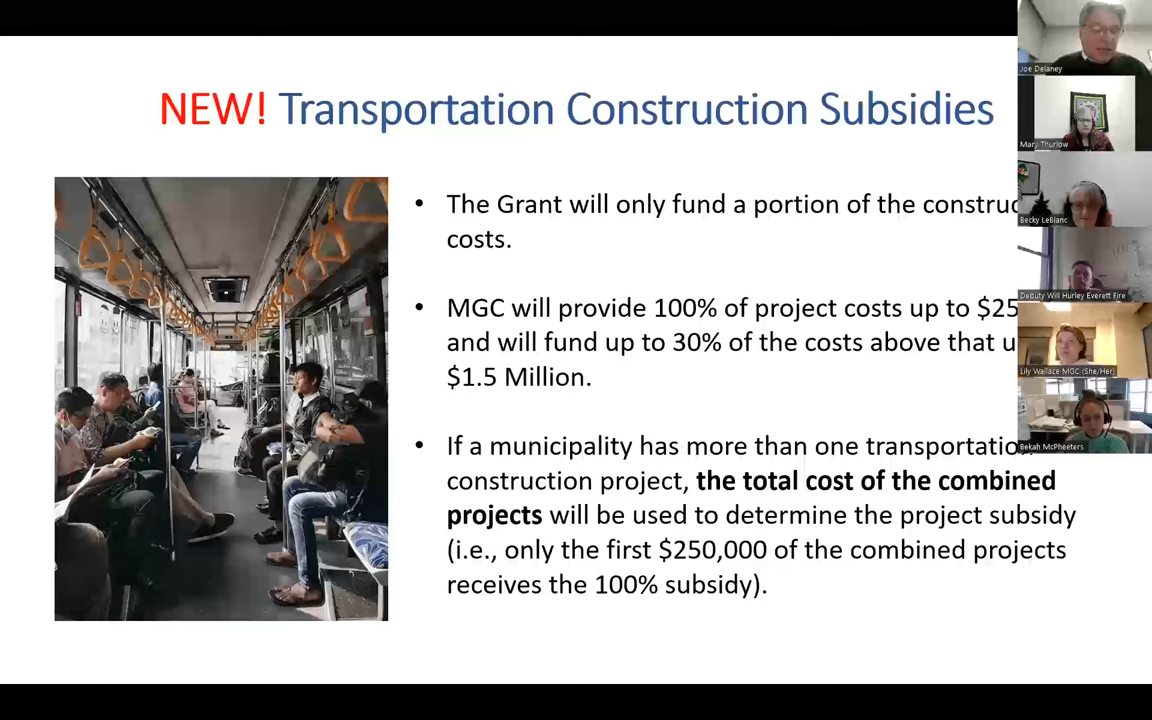 NEW! Transportation Construction Subsidies
• The Grant will only fund a portion of the construc
costs.
• MGC will provide 100% of project costs up to $25
and will fund up to 30% of the costs above that u
$1.5 Million.
• If a municipality has more than one transportatio
construction project, the total cost of the combined
projects will be used to determine the project subsidy
(i.e., only the first $250,000 of the combined projects
receives the 100% subsidy).
Joe Delaney
Mary Thurlow
Becky LeBlanc
Deputy Will Hurley Everett Fire
Lily Wallace MGC (She/Her)
Bekah McPheeters